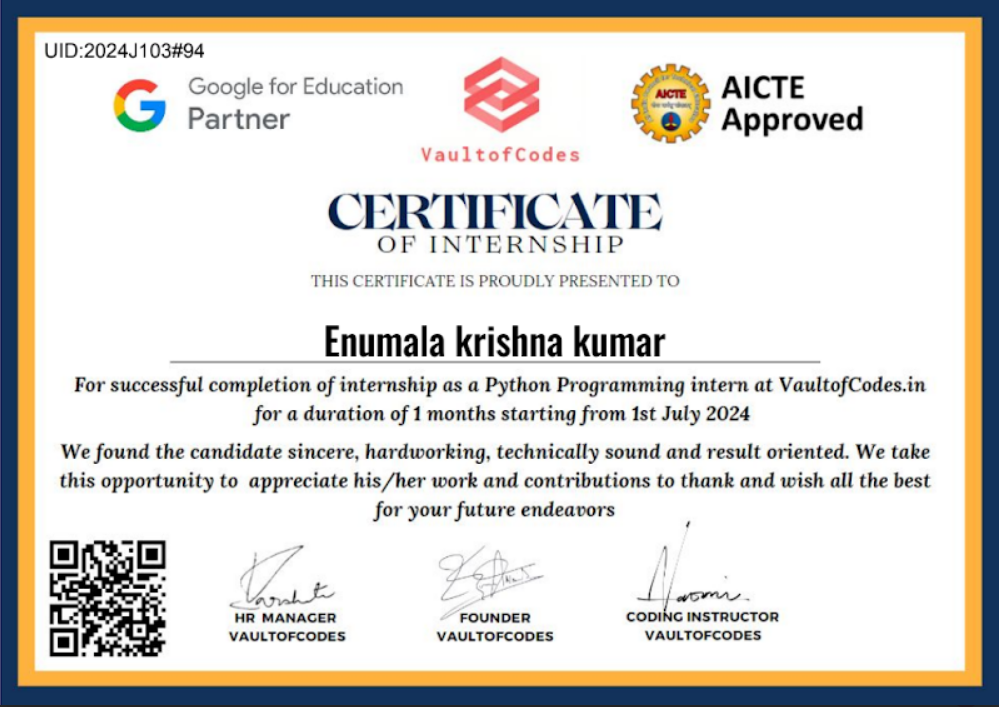 UID:2024J103#94
Google for Education
Partner
VaultofCodes
AICTE
AICTE
Approved
CERTIFICATE
OF INTERNSHIP
THIS CERTIFICATE IS PROUDLY PRESENTED TO
Enumala krishna kumar
For successful completion of internship as a Python Programming intern at VaultofCodes.in
for a duration of 1 months starting from 1st July 2024
We found the candidate sincere, hardworking, technically sound and result oriented. We take
this opportunity to appreciate his/her work and contributions to thank and wish all the best
for your future endeavors
HR MANAGER
VAULTOFCODES
FOUNDER
VAULTOFCODES
CODING INSTRUCTOR
VAULTOFCODES